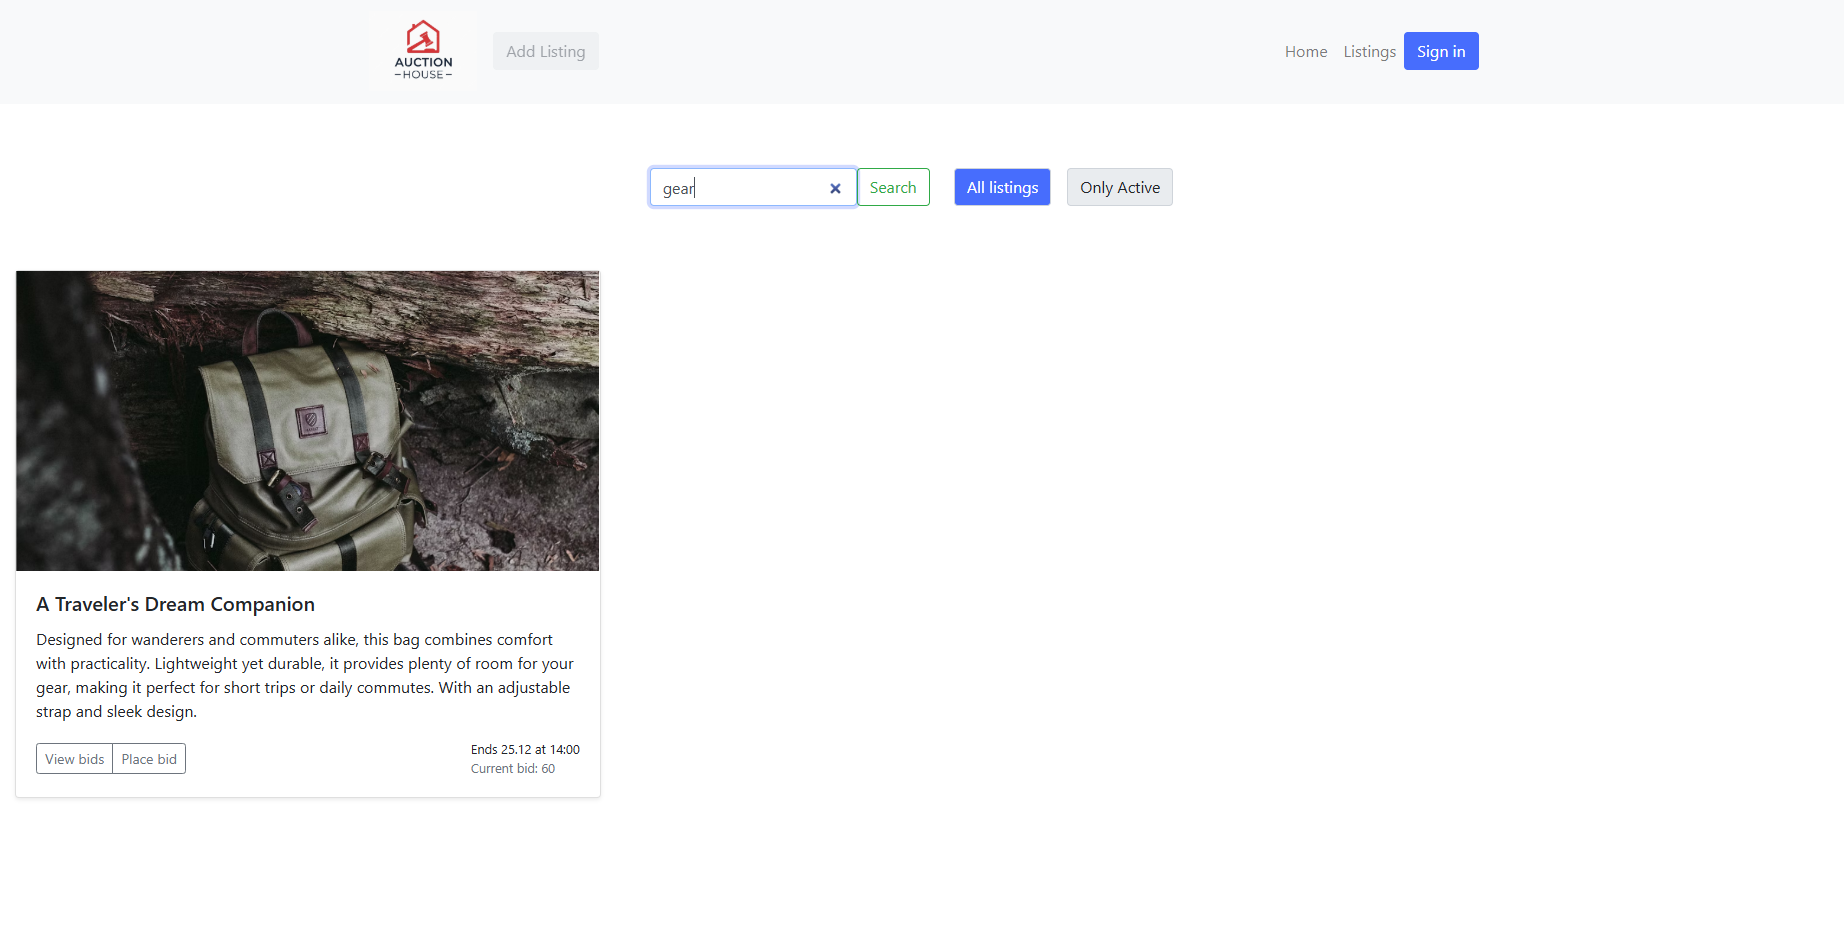 AUCTION
HOUSE
Add Listing
Home
Listings
Sign in
gear
Search
All listings
Only Active
A Traveler's Dream Companion
Designed for wanderers and commuters alike, this bag combines comfort
with practicality. Lightweight yet durable, it provides plenty of room for your
gear, making it perfect for short trips or daily commutes. With an adjustable
strap and sleek design.
View bids
Place bid
Ends 25.12 at 14:00
Current bid: 60